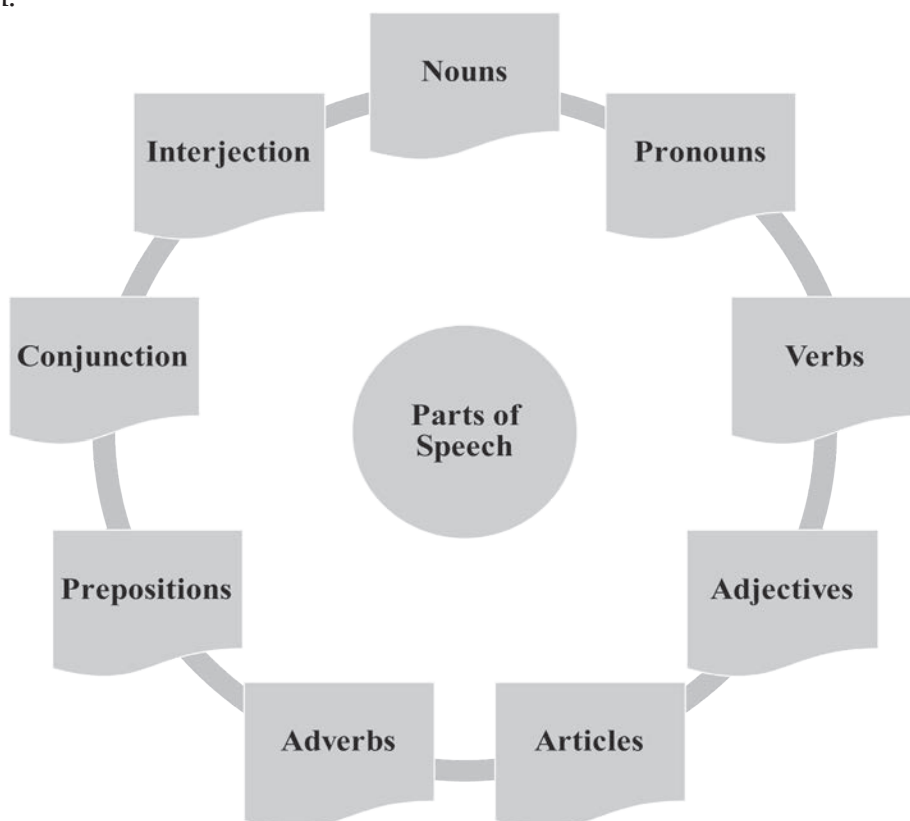 Nouns
Pronouns
Verbs
Adjectives
Articles
Adverbs
Prepositions
Conjunction
Interjection
Parts of
Speech